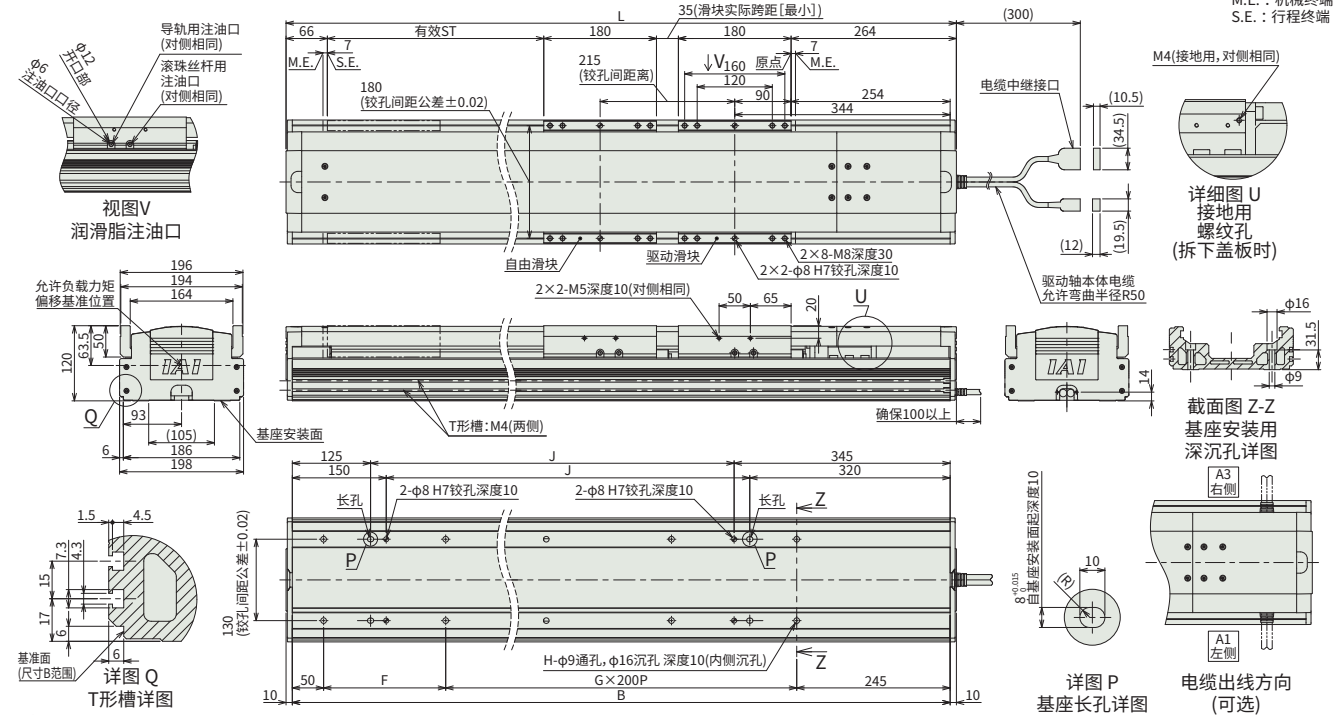 M.E. : 机械终端
S.E. : 行程终端
导轨用注油口
(对侧相同)
滚珠丝杆用
注油口
(对侧相同)
φ12
开口部
φ6
注油口口径
视图V
润滑脂注油口
L
35(滑块实际跨距[最小])
(300)
66
有效ST
180
180
264
7
M.E.
S.E.
215
(铰孔间距离)
V
160
原点
7
M.E.
120
180
(铰孔间距公差±0.02)
90
254
344
电缆中继接口
(10.5)
(34.5)
(12)
(19.5)
M4(接地用, 对侧相同)
详细图 U
接地用
螺纹孔
(拆下盖板时)
自由滑块
驱动滑块
2×8-M8深度30
2×2-φ8 H7铰孔深度10
驱动轴本体电缆
允许弯曲半径R50
196
194
164
允许负载力矩
偏移基准位置
120
63.5
50
IAI
Q
93
(105)
6
186
198
基座安装面
2×2-M5深度10(对侧相同)
50
65
20
U
T形槽:M4(两侧)
确保100以上
IAI
14
φ16
31.5
φ9
截面图 Z-Z
基座安装用
深沉孔详图
125
J
345
150
J
320
长孔
2-φ8 H7铰孔深度10
2-φ8 H7铰孔深度10
长孔
Z
P
P
130
(铰孔间距公差±0.02)
H-φ9通孔, φ16沉孔 深度10(内侧沉孔)
Z
50
F
G×200P
245
10
B
10
1.5
4.5
7.3
4.3
15
17
6
6
基准面
(尺寸B范围)
详图 Q
T形槽详图
8 +0.015 0
自基座安装面起深度10
10
(R)
详图 P
基座长孔详图
A3
右侧
A1
左侧
电缆出线方向
(可选)